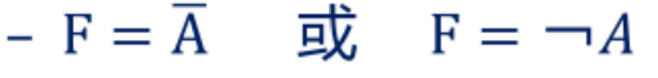 – F = A̅ 或 F = ¬A